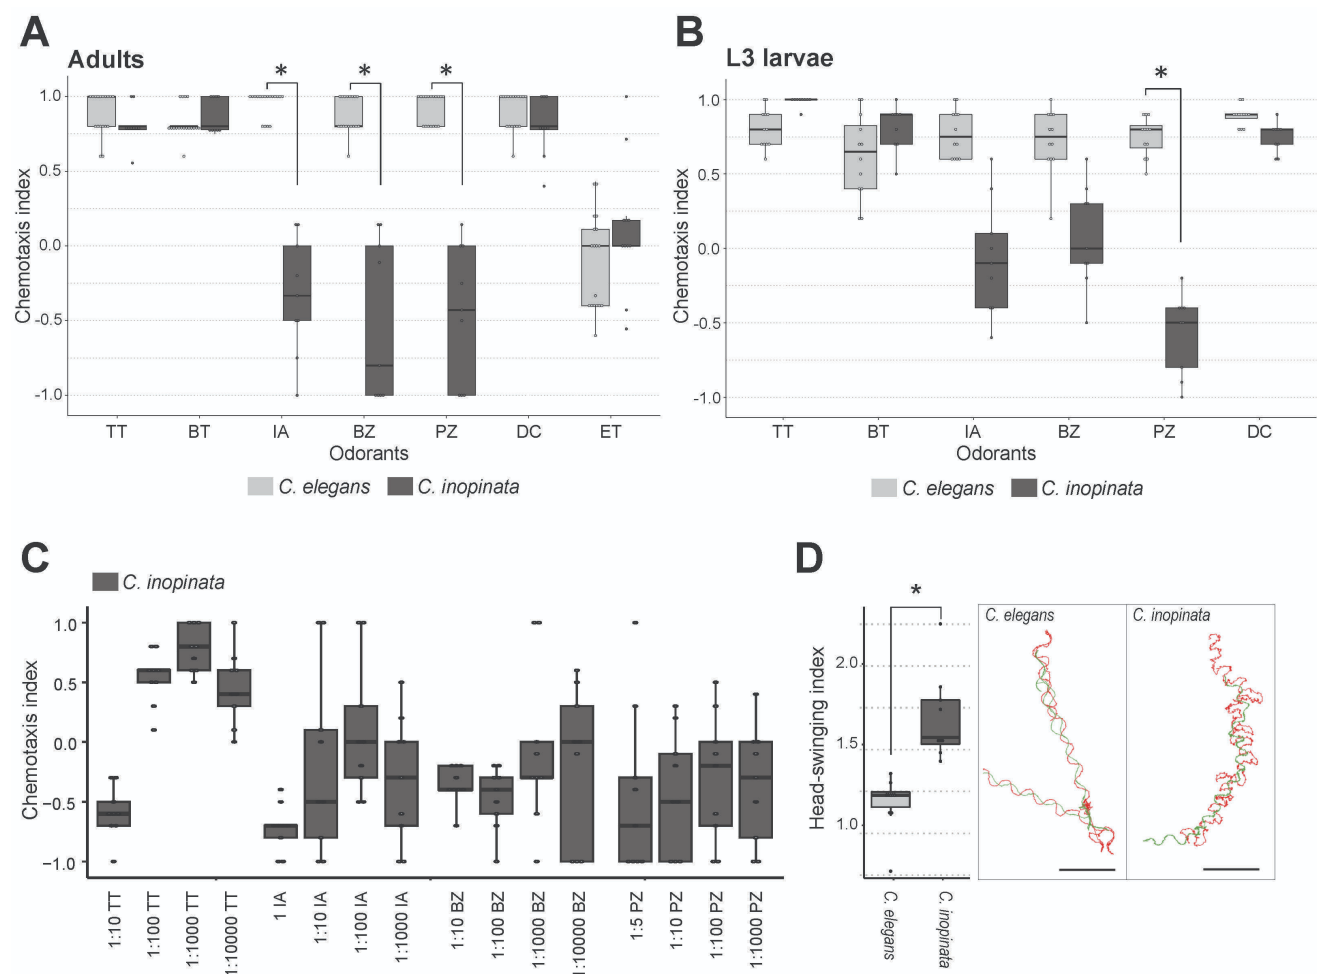 A
Adults
Chemotaxis index
1.0
0.5
0.0
-0.5
-1.0
*
*
*
TT BT IA BZ PZ DC ET
Odorants
C. elegans C. inopinata
B
L3 larvae
Chemotaxis index
1.0
0.5
0.0
-0.5
-1.0
*
TT BT IA BZ PZ DC
Odorants
C. elegans C. inopinata
C
C. inopinata
Chemotaxis index
1.0
0.5
0.0
−0.5
−1.0
1:10 TT
1:100 TT
1:1000 TT
1:10000 TT
1 IA
1:10 IA
1:100 IA
1:1000 IA
1:10 BZ
1:100 BZ
1:1000 BZ
1:10000 BZ
1:5 PZ
1:10 PZ
1:100 PZ
1:1000 PZ
D
Head-swinging index
2.0
1.5
1.0
*
C. elegans
C. inopinata
C. elegans
C. inopinata